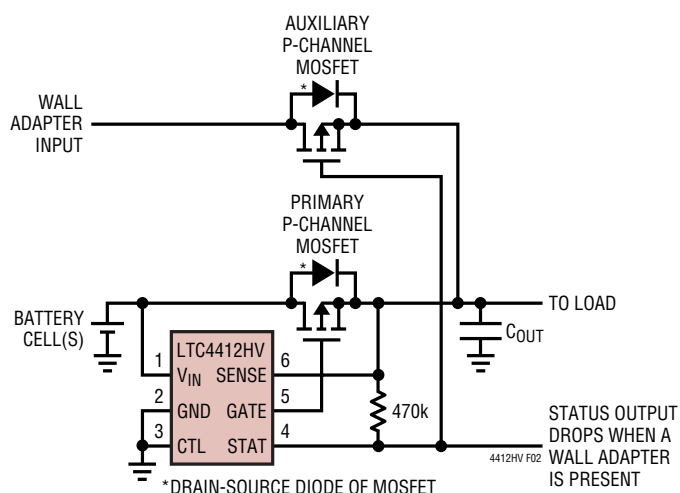 AUXILIARY
P-CHANNEL
MOSFET
*
WALL
ADAPTER
INPUT
PRIMARY
P-CHANNEL
MOSFET
*
TO LOAD
BATTERY
CELL(S)
COUT
LTC4412HV
1
VIN
SENSE
6
2
GND
GATE
5
3
CTL
STAT
4
470k
STATUS OUTPUT
DROPS WHEN A
WALL ADAPTER
IS PRESENT
4412HV F02
*DRAIN-SOURCE DIODE OF MOSFET